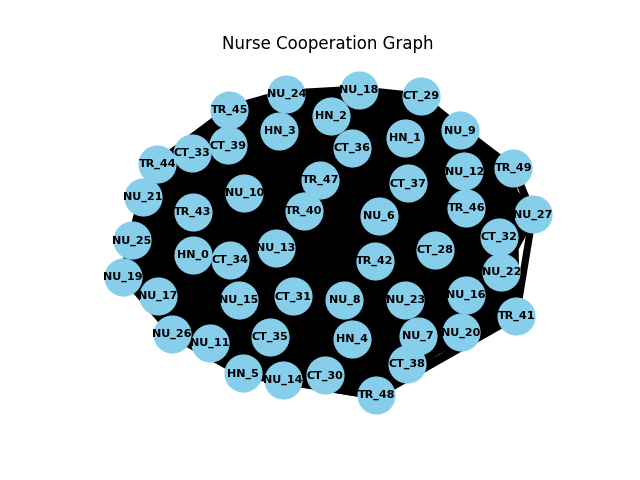 Nurse Cooperation Graph
NU_18
NU_24
CT_29
TR_45
HN_2
HN_3
NU_9
HN_1
CT_39
CT_36
CT_33
TR_44
TR_49
NU_12
TR_47
CT_37
NU_10
NU_21
TR_46
TR_43
TR_40
NU_27
NU_6
CT_32
NU_25
NU_13
CT_28
HN_0
CT_34
TR_42
NU_22
NU_19
NU_16
NU_17
CT_31
NU_15
NU_8
NU_23
TR_41
NU_20
NU_26
NU_7
CT_35
HN_4
NU_11
CT_38
HN_5
CT_30
NU_14
TR_48